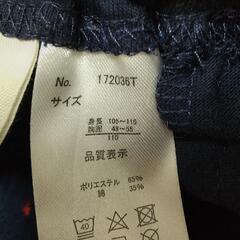 No. 172036T
サイズ
身長 105~115
胸囲 49~55
110
品質表示
ポリエステル 65%
綿 35%
40